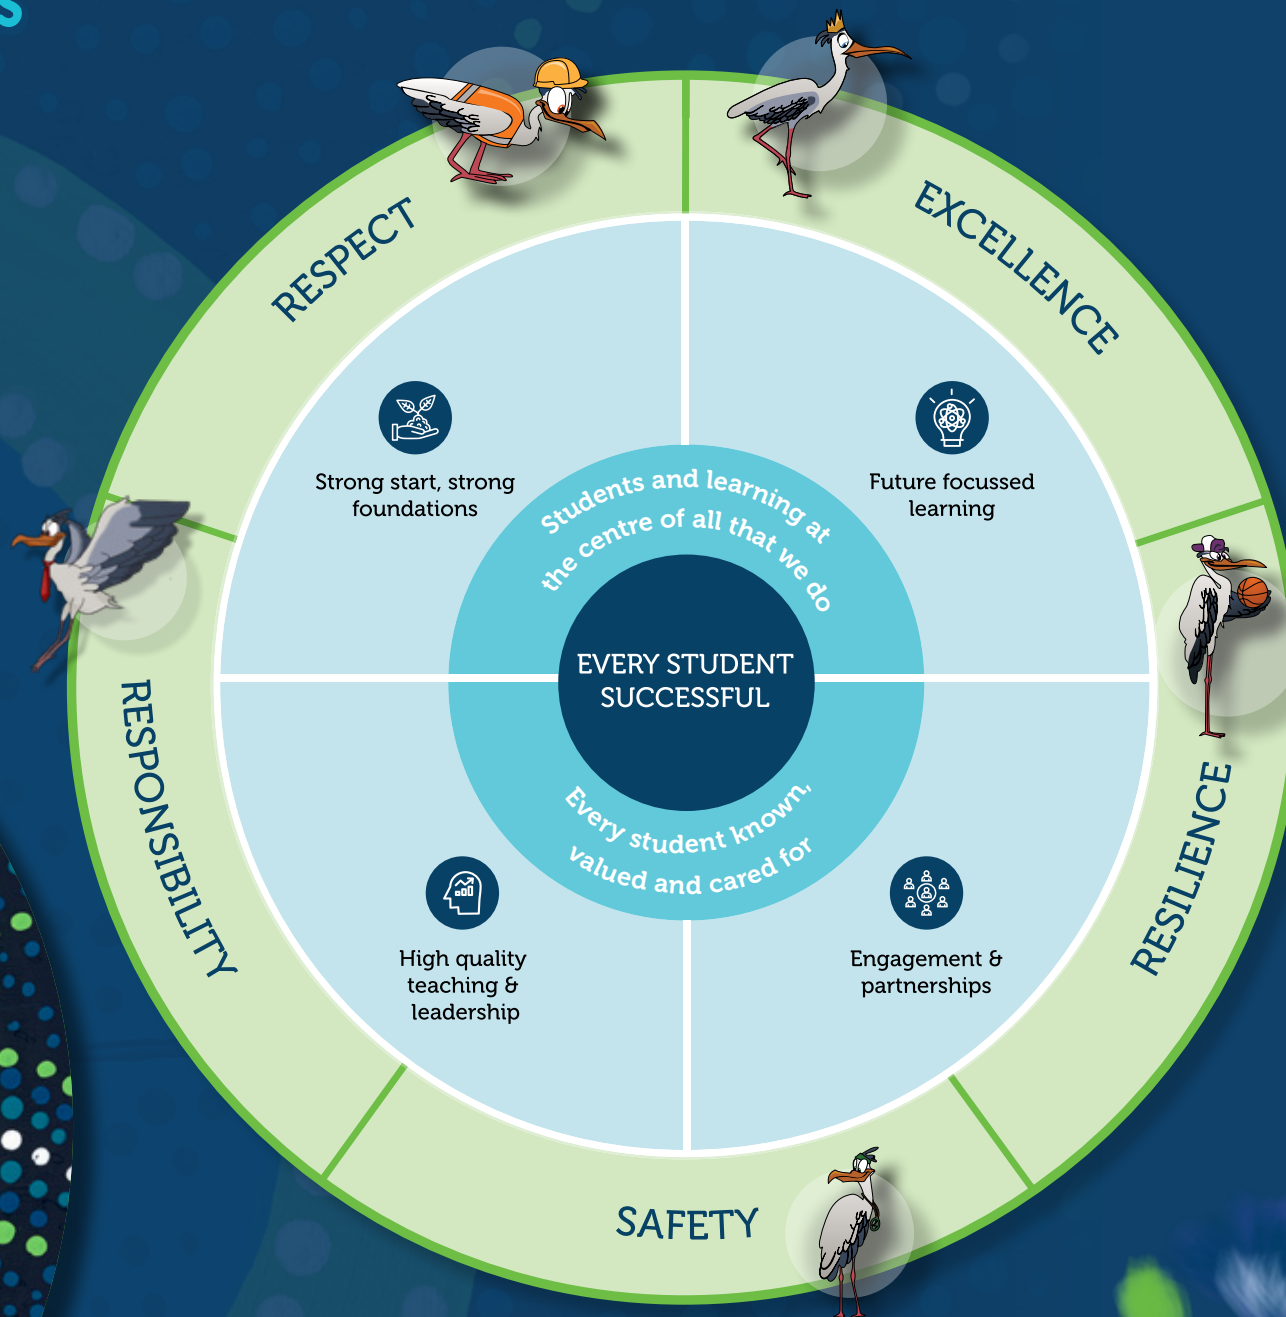 S
RESPECT
EXCELLENCE
Strong start, strong
foundations
Future focussed
learning
Students and learning at
the centre of all that we do
EVERY STUDENT
SUCCESSFUL
Every student known,
valued and cared for
RESPONSIBILITY
RESILIENCE
High quality
teaching &
leadership
Engagement &
partnerships
SAFETY